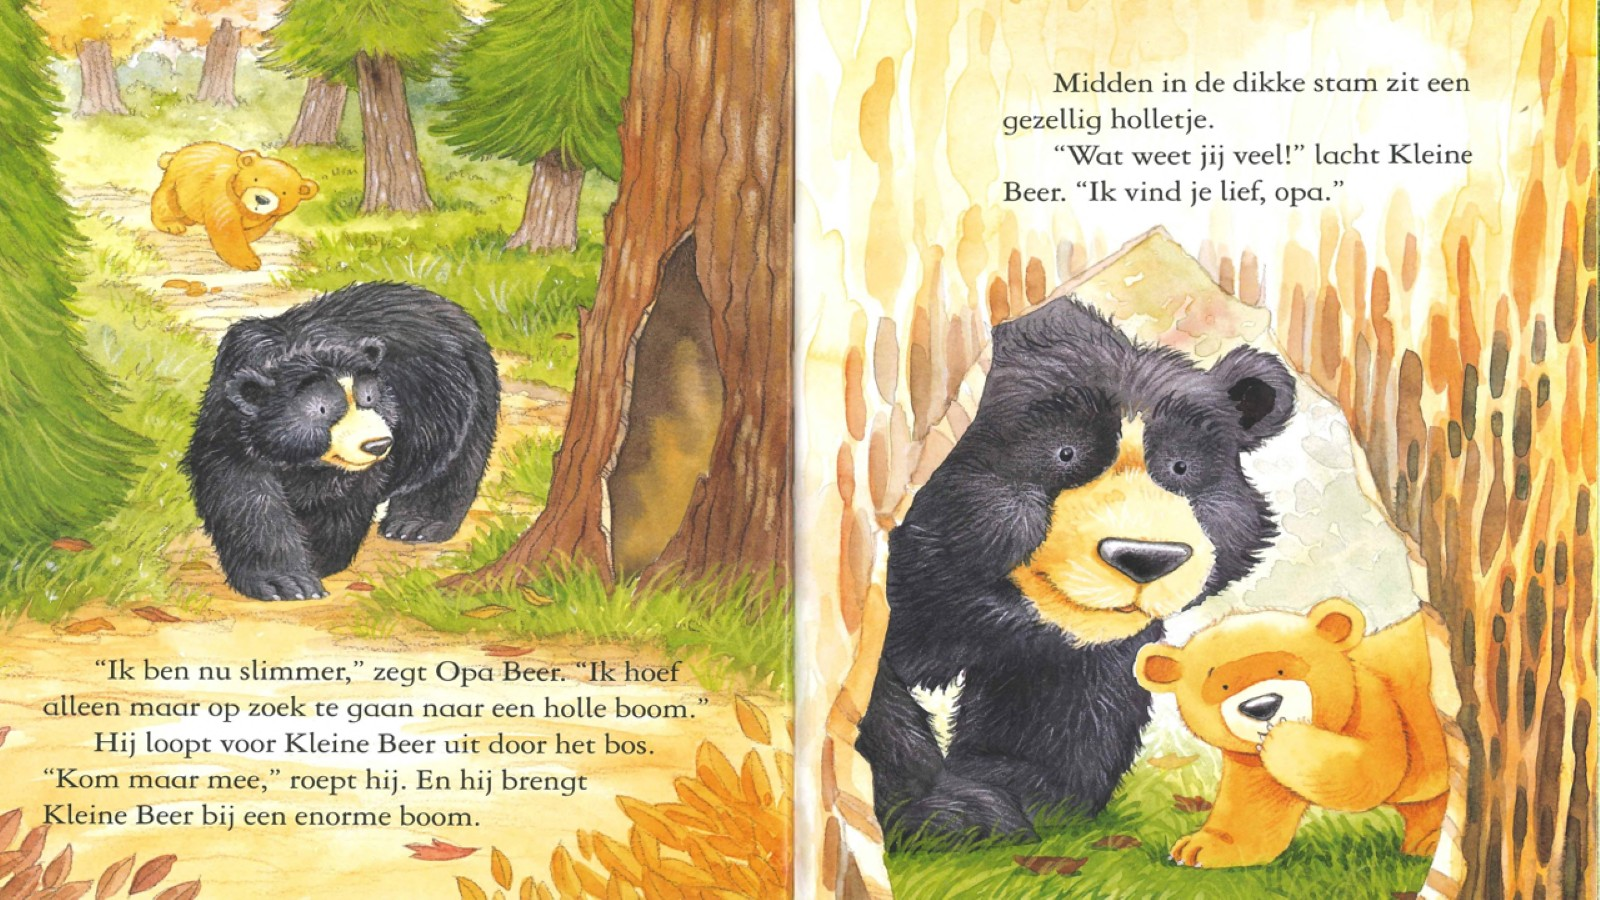 “Ik ben nu slimmer,” zegt Opa Beer. “Ik hoef
alleen maar op zoek te gaan naar een holle boom.”
Hij loopt voor Kleine Beer uit door het bos.
“Kom maar mee,” roept hij. En hij brengt
Kleine Beer bij een enorme boom.
Midden in de dikke stam zit een
gezellig holletje.
“Wat weet jij veel!” lacht Kleine
Beer. “Ik vind je lief, opa.”